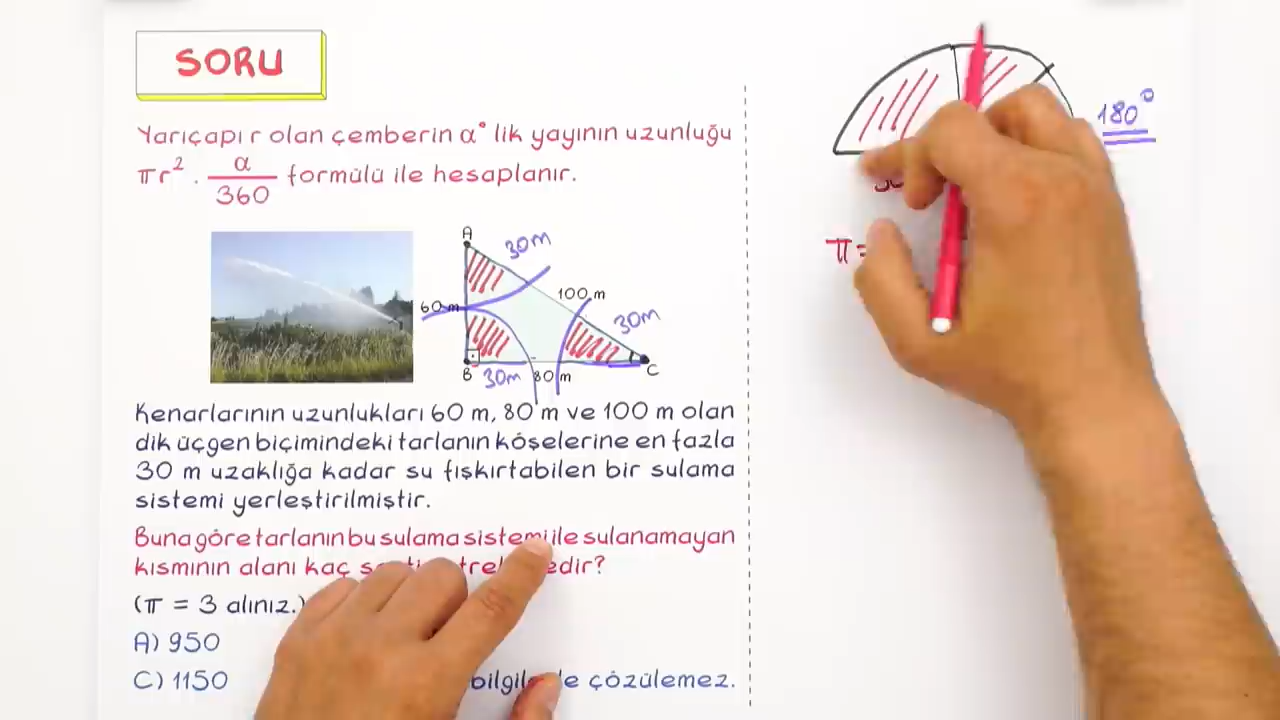 SORU
Yarıçapı r olan çemberin α° lik yayının uzunluğu
πr² . α/360 formülü ile hesaplanır.
A
30m
60 m
100 m
30m
B
30m
80 m
C
Kenarlarının uzunlukları 60 m, 80 m ve 100 m olan
dik üçgen biçimindeki tarlanın köşelerine en fazla
30 m uzaklığa kadar su fışkırtabilen bir sulama
sistemi yerleştirilmiştir.
Buna göre tarlanın bu sulama sistemi ile sulanamayan
kısmının alanı kaç
(π = 3 alınız.)
A) 950
C) 1150
çözülemez.
180°
π=